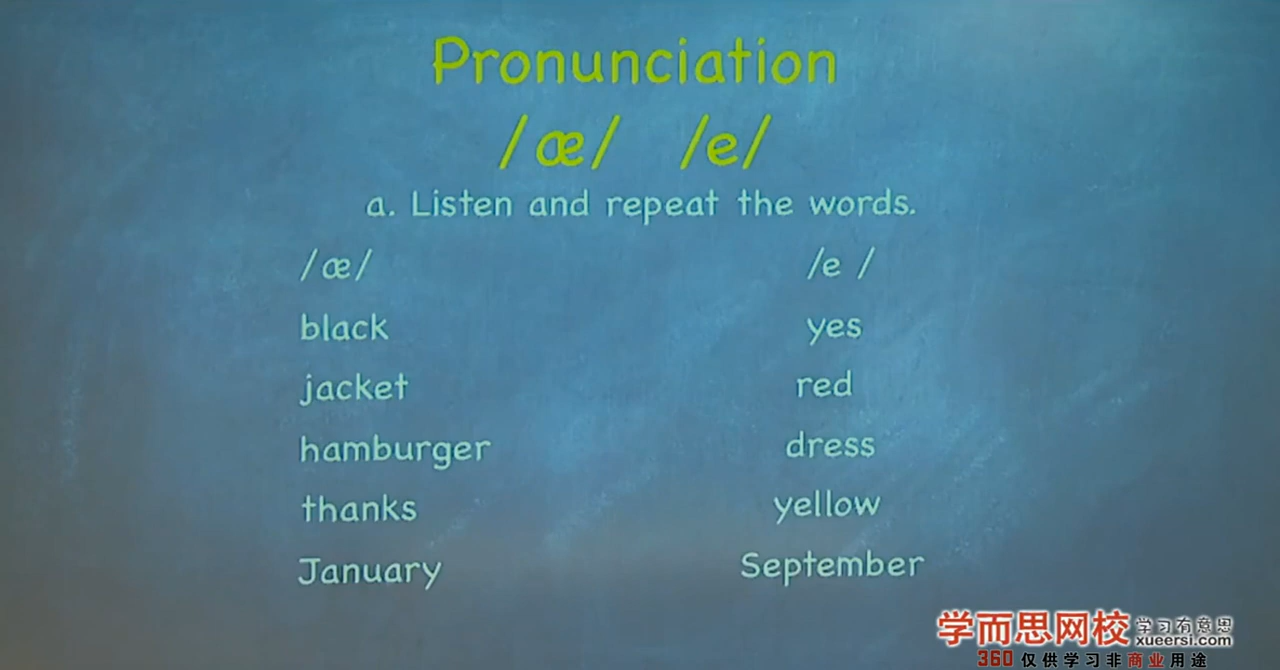 Pronunciation
/æ/ /e/
a. Listen and repeat the words.
/æ/ /e /
black yes
jacket red
hamburger dress
thanks yellow
January September
学而思网校 学习有意思
xueersi.com
360 仅供学习非商业用途